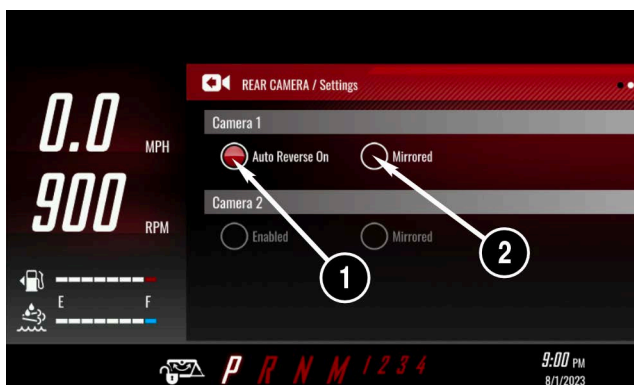 REAR CAMERA / Settings
Camera 1
Auto Reverse On
Mirrored
Camera 2
Enabled
Mirrored
0.0 MPH
900 RPM
E F
1
2
P R N M 1 2 3 4
9:00 PM
8/1/2023